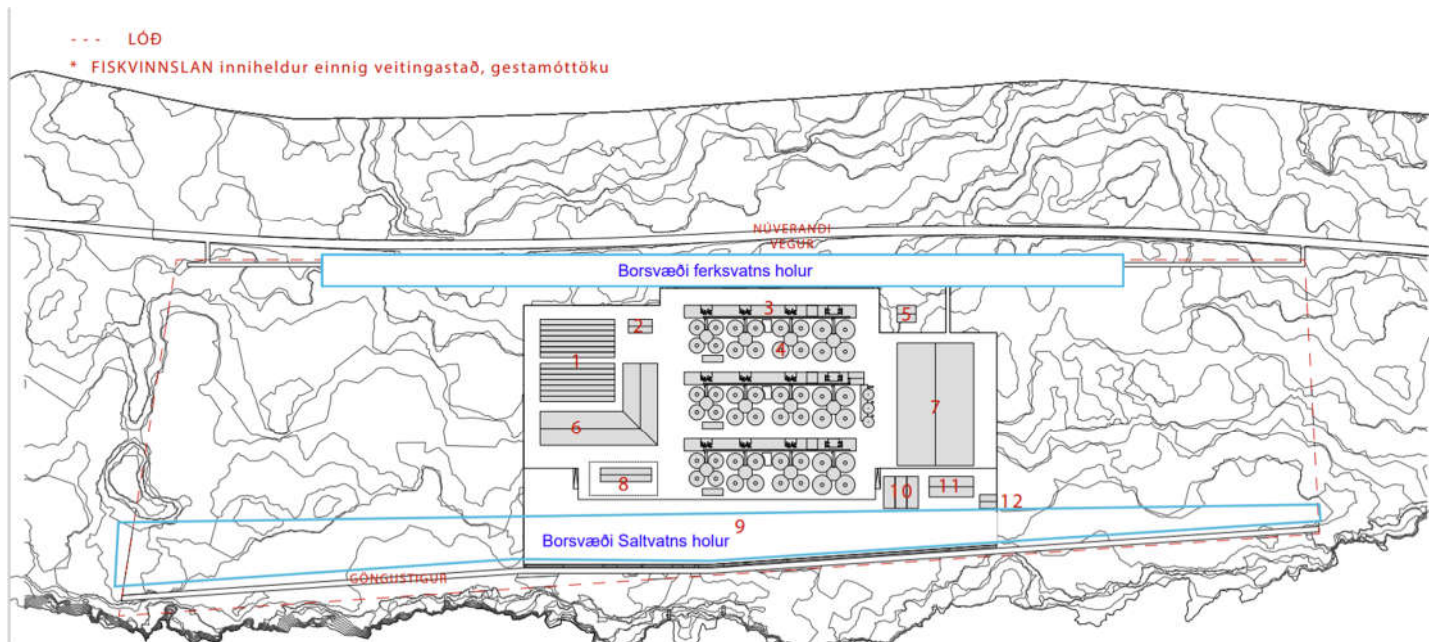 --- LÓÐ
* FISKVINNSLAN inniheldur einnig veitingastað, gestamóttöku
NÚVERANDI
VEGUR
Borsvæði ferksvatns holur
3
5
2
4
1
7
6
8
10
11
12
9
Borsvæði Saltvatns holur
GÖNGUSTIGUR